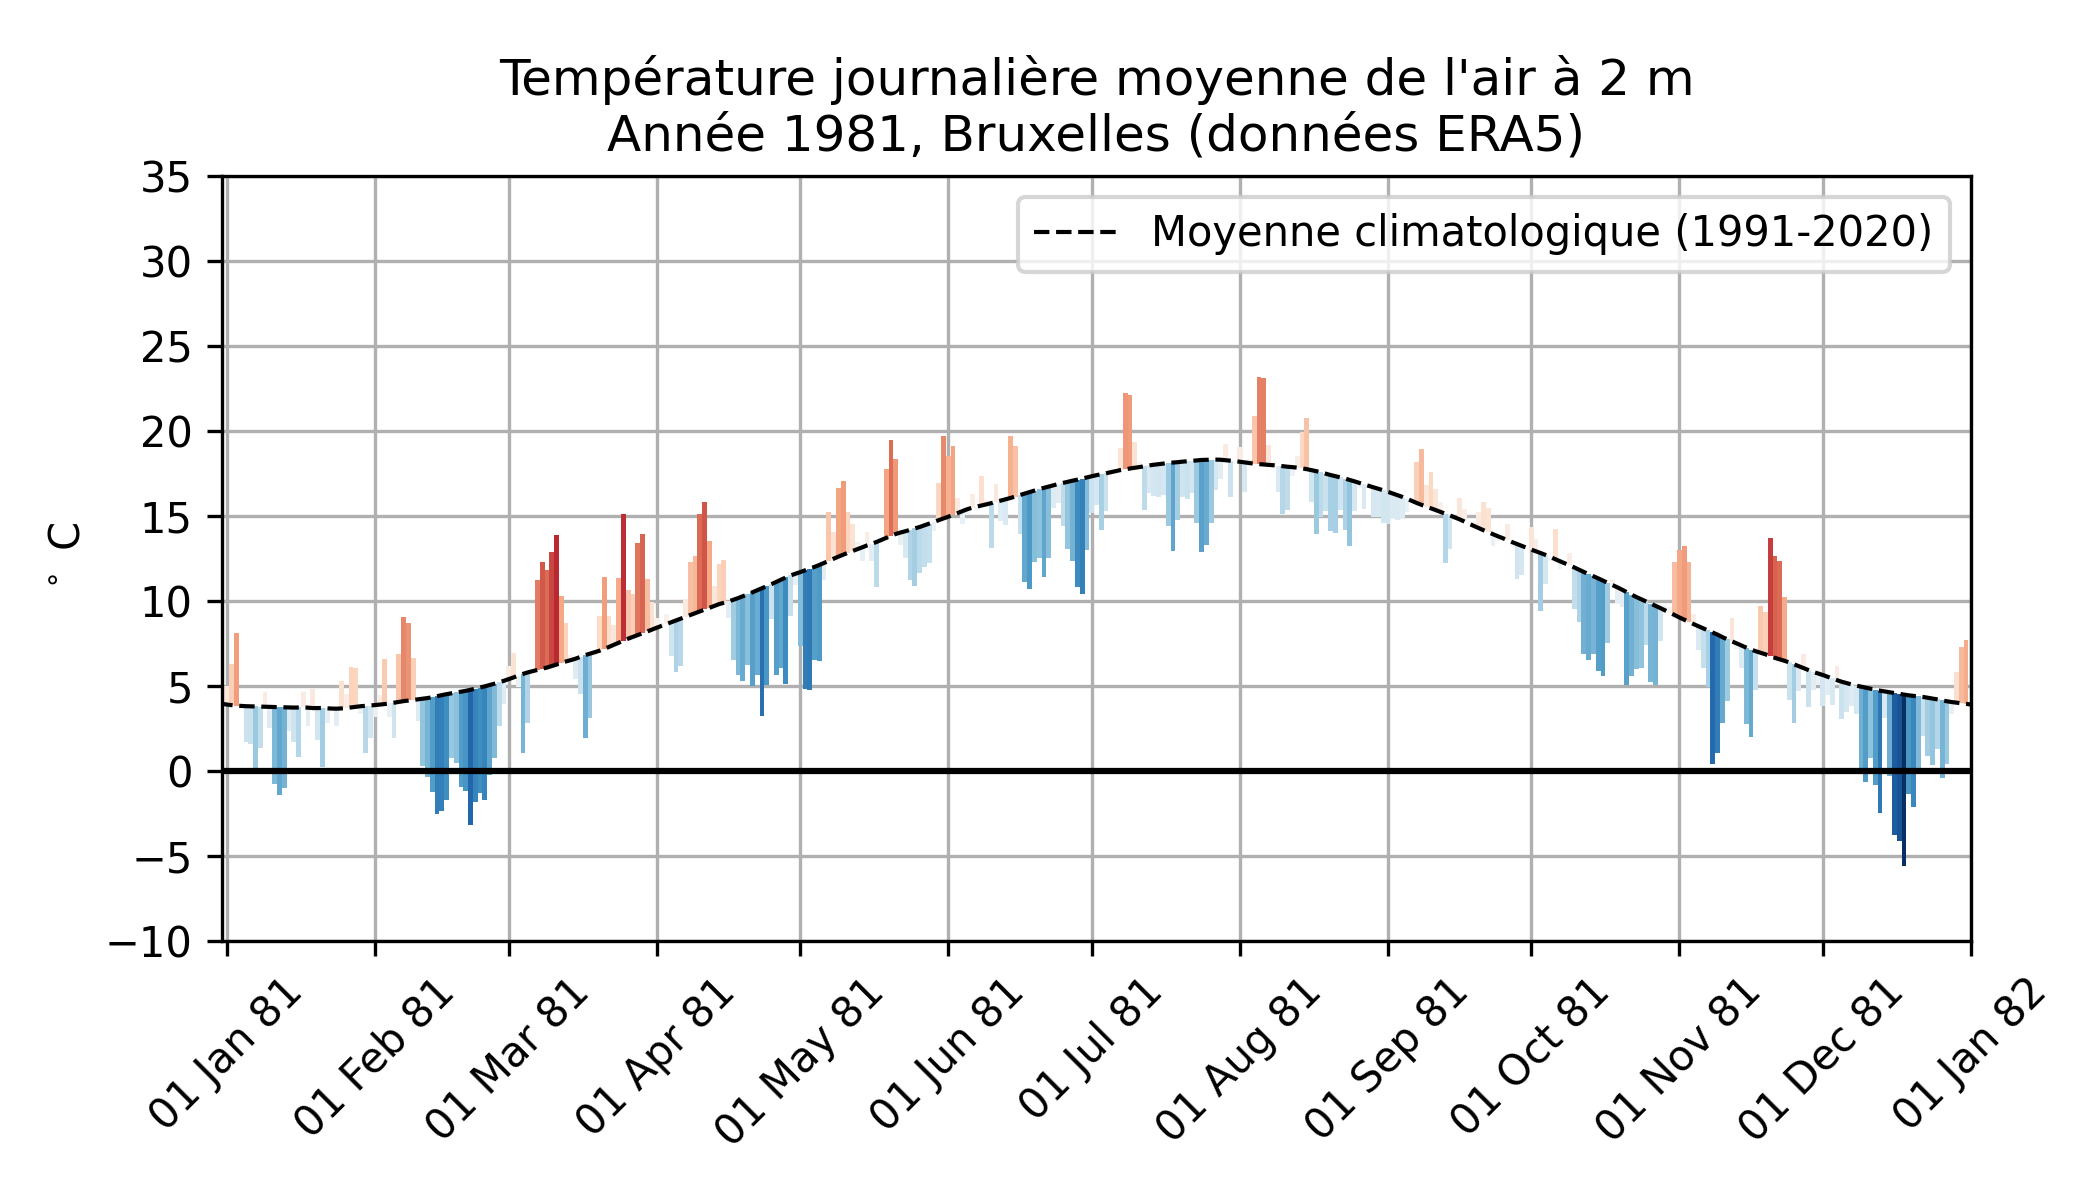 Température journalière moyenne de l'air à 2 m
Année 1981, Bruxelles (données ERA5)
Moyenne climatologique (1991-2020)
° C
35
30
25
20
15
10
5
0
−5
−10
01 Jan 81
01 Feb 81
01 Mar 81
01 Apr 81
01 May 81
01 Jun 81
01 Jul 81
01 Aug 81
01 Sep 81
01 Oct 81
01 Nov 81
01 Dec 81
01 Jan 82